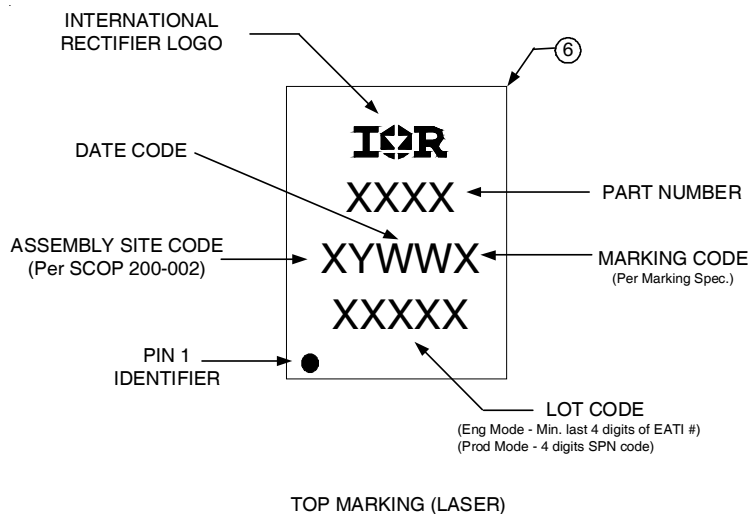 INTERNATIONAL
RECTIFIER LOGO
6
IOR
DATE CODE
XXXX
PART NUMBER
ASSEMBLY SITE CODE
(Per SCOP 200-002)
XYWWX
MARKING CODE
(Per Marking Spec.)
XXXXX
PIN 1
IDENTIFIER
LOT CODE
(Eng Mode - Min. last 4 digits of EATI #)
(Prod Mode - 4 digits SPN code)
TOP MARKING (LASER)